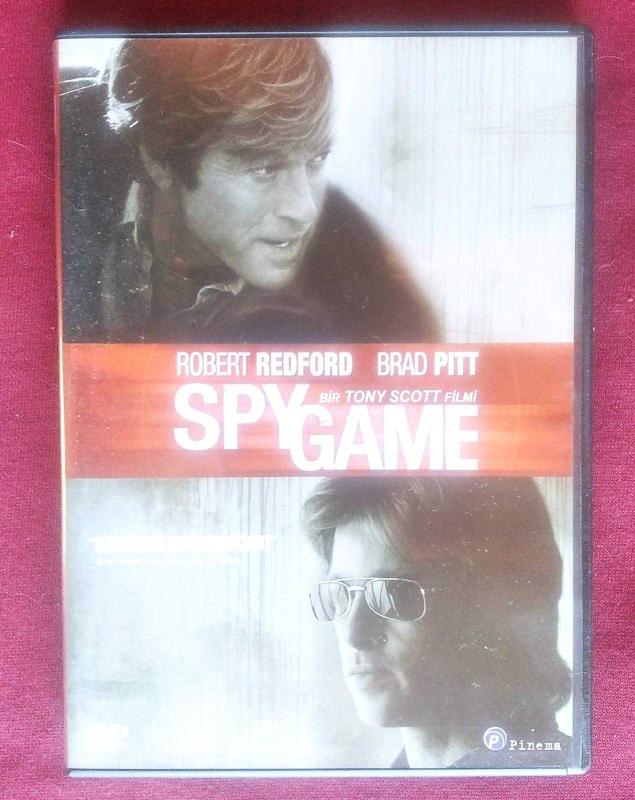 ROBERT REDFORD BRAD PITT
BİR TONY SCOTT FİLMİ
SPY GAME
P Pinema